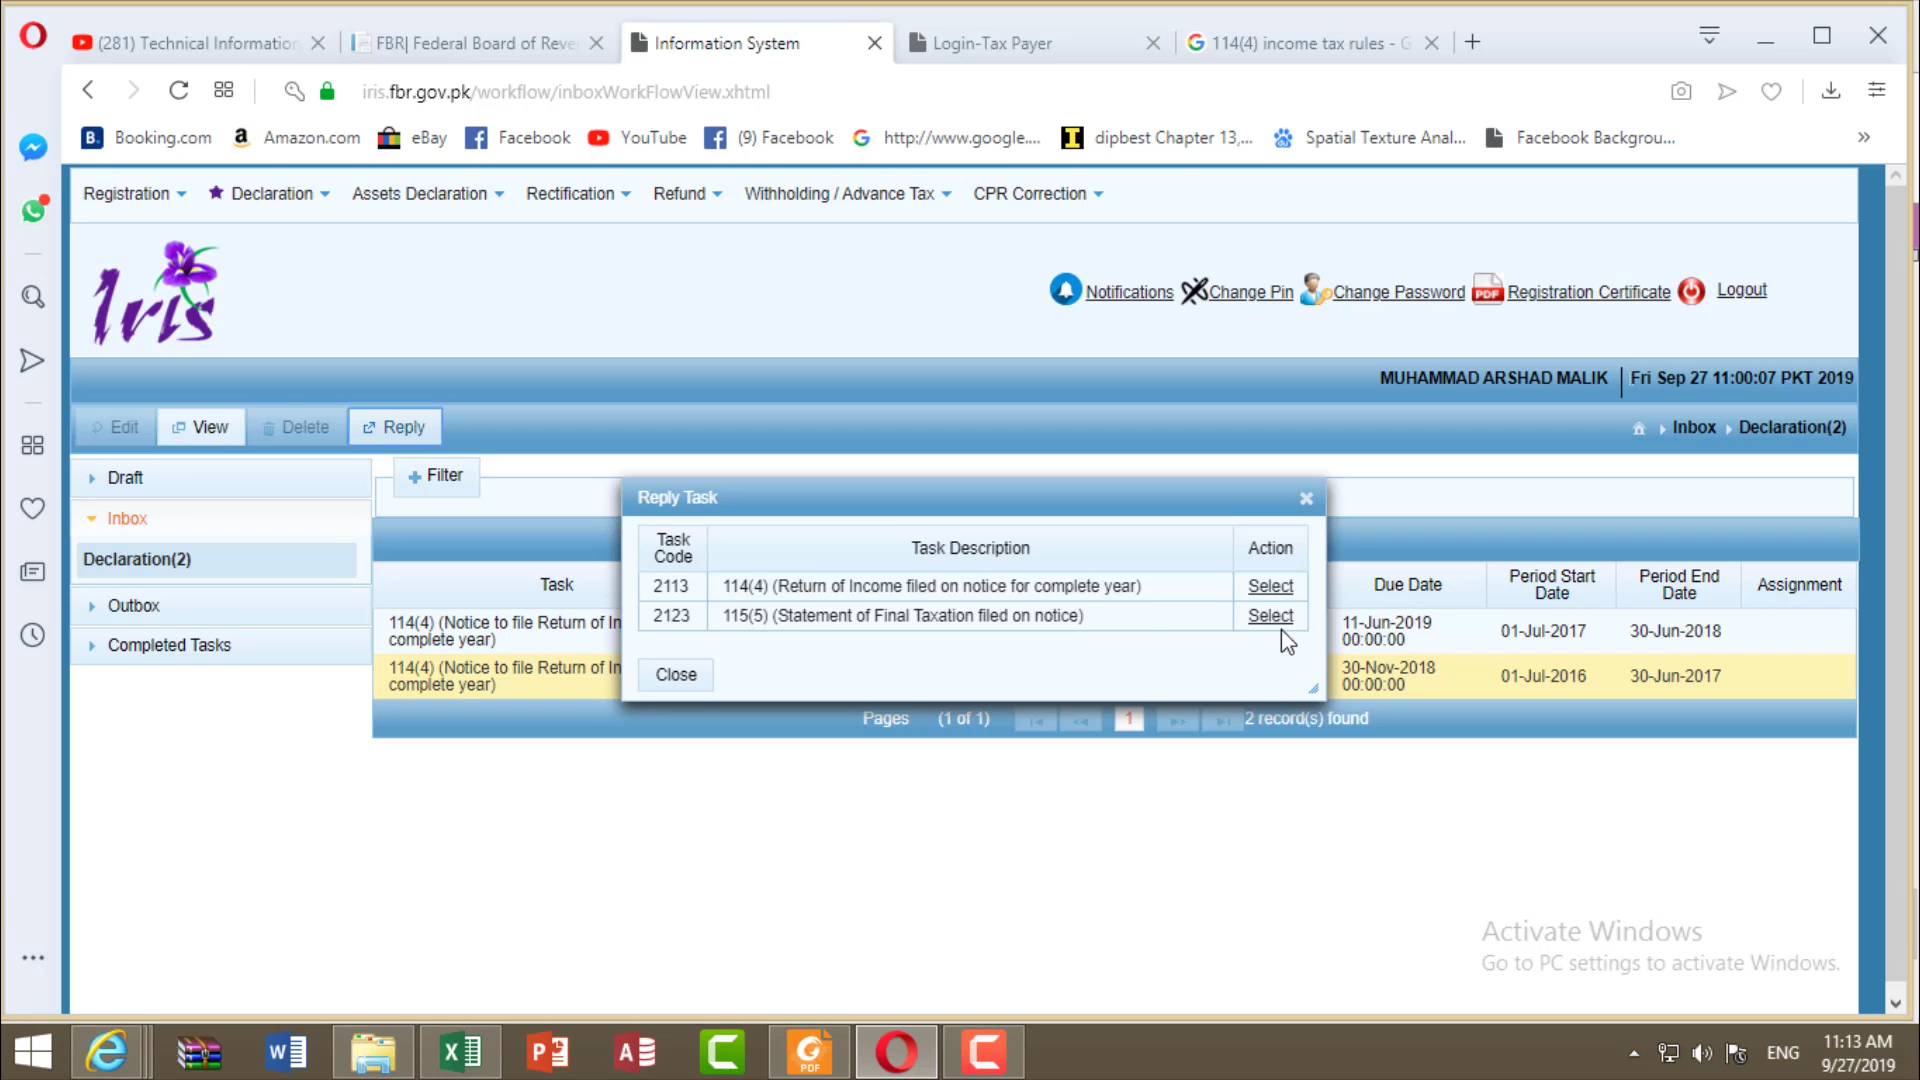 (281) Technical Information
FBR| Federal Board of Reve
Information System
Login-Tax Payer
114(4) income tax rules - G
iris.fbr.gov.pk/workflow/inboxWorkFlowView.xhtml
Booking.com
Amazon.com
eBay
Facebook
YouTube
(9) Facebook
http://www.google....
dipbest Chapter 13,...
Spatial Texture Anal...
Facebook Backgrou...
Registration
Declaration
Assets Declaration
Rectification
Refund
Withholding / Advance Tax
CPR Correction
Iris
Notifications
Change Pin
Change Password
PDF
Registration Certificate
Logout
MUHAMMAD ARSHAD MALIK
Fri Sep 27 11:00:07 PKT 2019
Edit
View
Delete
Reply
Inbox
Declaration(2)
Draft
Inbox
Declaration(2)
Outbox
Completed Tasks
Filter
Reply Task
Task Code
Task Description
Action
2113
114(4) (Return of Income filed on notice for complete year)
Select
2123
115(5) (Statement of Final Taxation filed on notice)
Select
Close
Task
Due Date
Period Start Date
Period End Date
Assignment
114(4) (Notice to file Return of In
complete year)
11-Jun-2019
00:00:00
01-Jul-2017
30-Jun-2018
114(4) (Notice to file Return of In
complete year)
30-Nov-2018
00:00:00
01-Jul-2016
30-Jun-2017
Pages
(1 of 1)
1
2 record(s) found
Activate Windows
Go to PC settings to activate Windows.
PDF
ENG
11:13 AM
9/27/2019